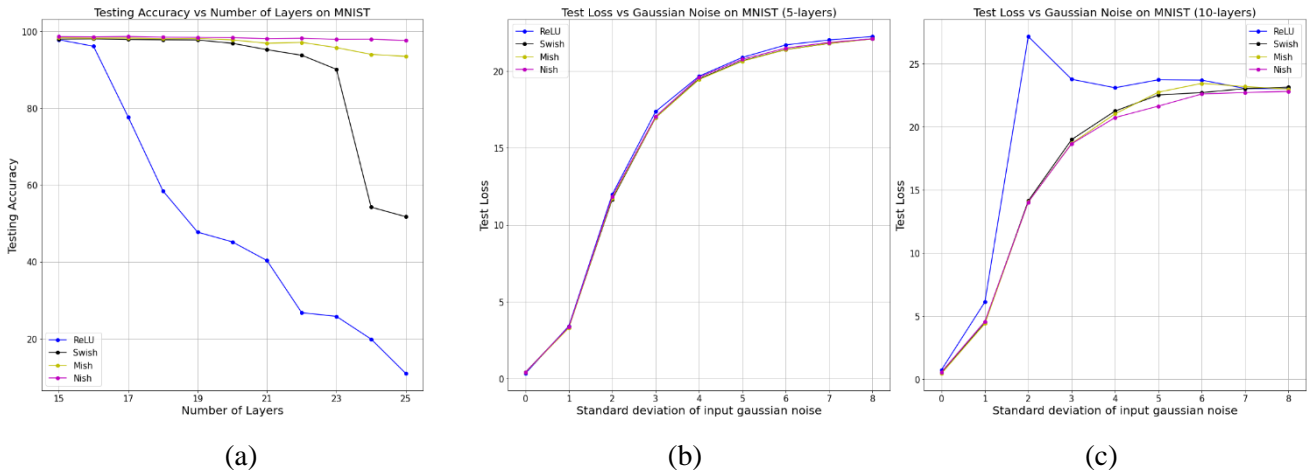 Testing Accuracy vs Number of Layers on MNIST
Testing Accuracy
100
80
60
40
20
ReLU
Swish
Mish
Nish
15
17
19
21
23
25
Number of Layers
(a)
Test Loss vs Gaussian Noise on MNIST (5-layers)
ReLU
Swish
Mish
Nish
Test Loss
20
15
10
5
0
0
1
2
3
4
5
6
7
8
Standard deviation of input gaussian noise
(b)
Test Loss vs Gaussian Noise on MNIST (10-layers)
ReLU
Swish
Mish
Nish
Test Loss
25
20
15
10
5
0
0
1
2
3
4
5
6
7
8
Standard deviation of input gaussian noise
(c)